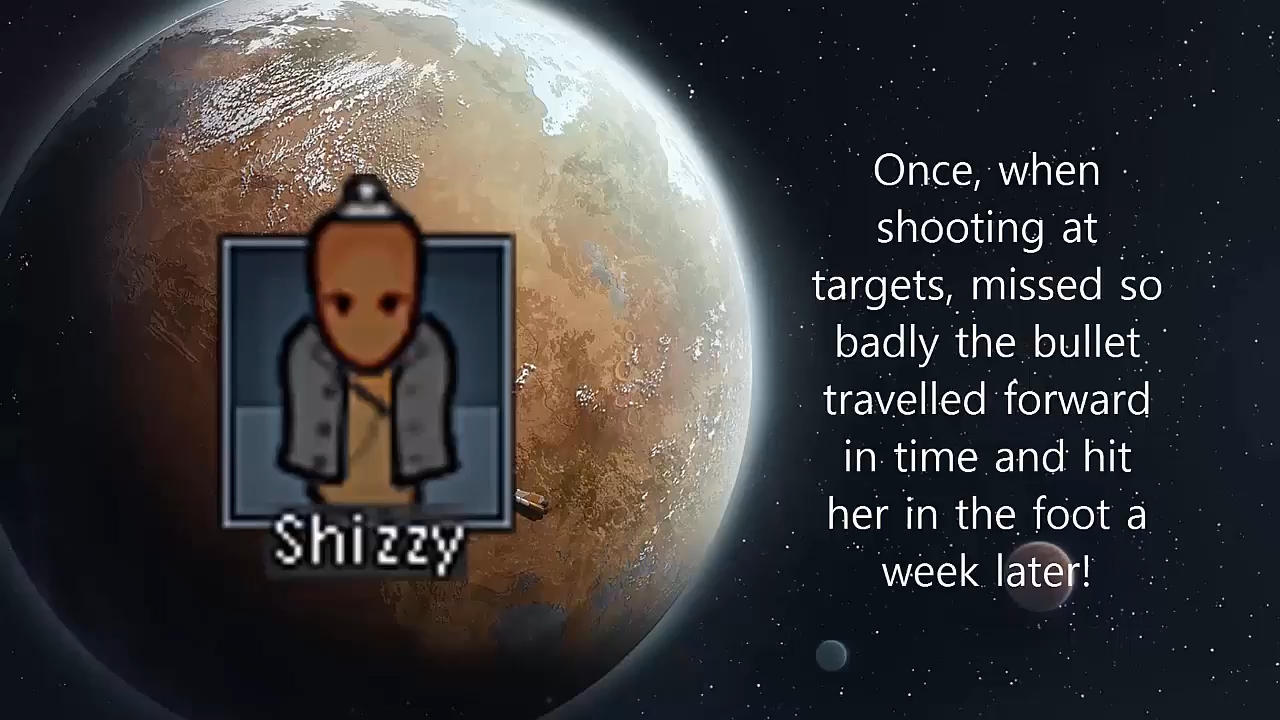 Shizzy
Once, when
shooting at
targets, missed so
badly the bullet
travelled forward
in time and hit
her in the foot a
week later!